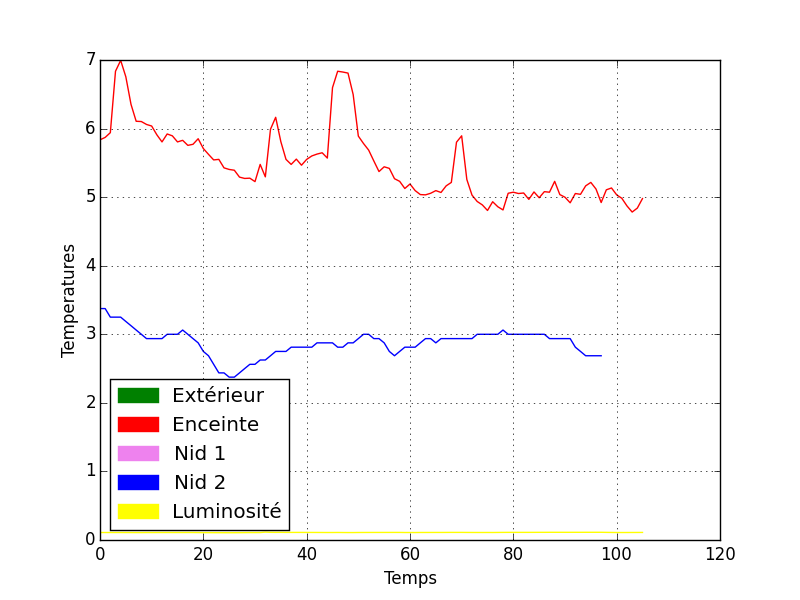 7
6
5
4
3
2
1
0
Temperatures
Extérieur
Enceinte
Nid 1
Nid 2
Luminosité
0 20 40 60 80 100 120
Temps